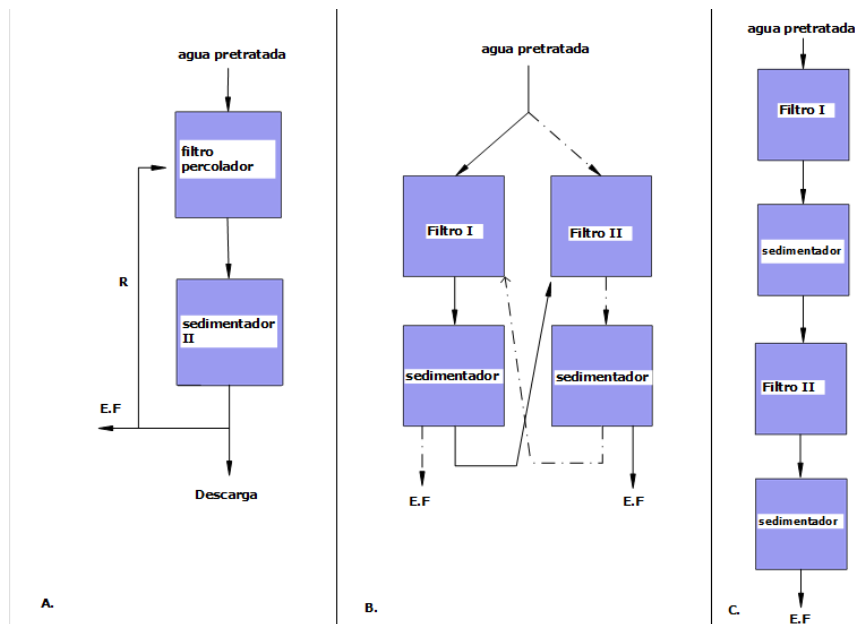 agua pretratada
filtro
percolador
R
sedimentador
II
E.F
Descarga
A.
agua pretratada
Filtro I
Filtro II
sedimentador
sedimentador
E.F
E.F
B.
agua pretratada
Filtro I
sedimentador
Filtro II
sedimentador
E.F
C.